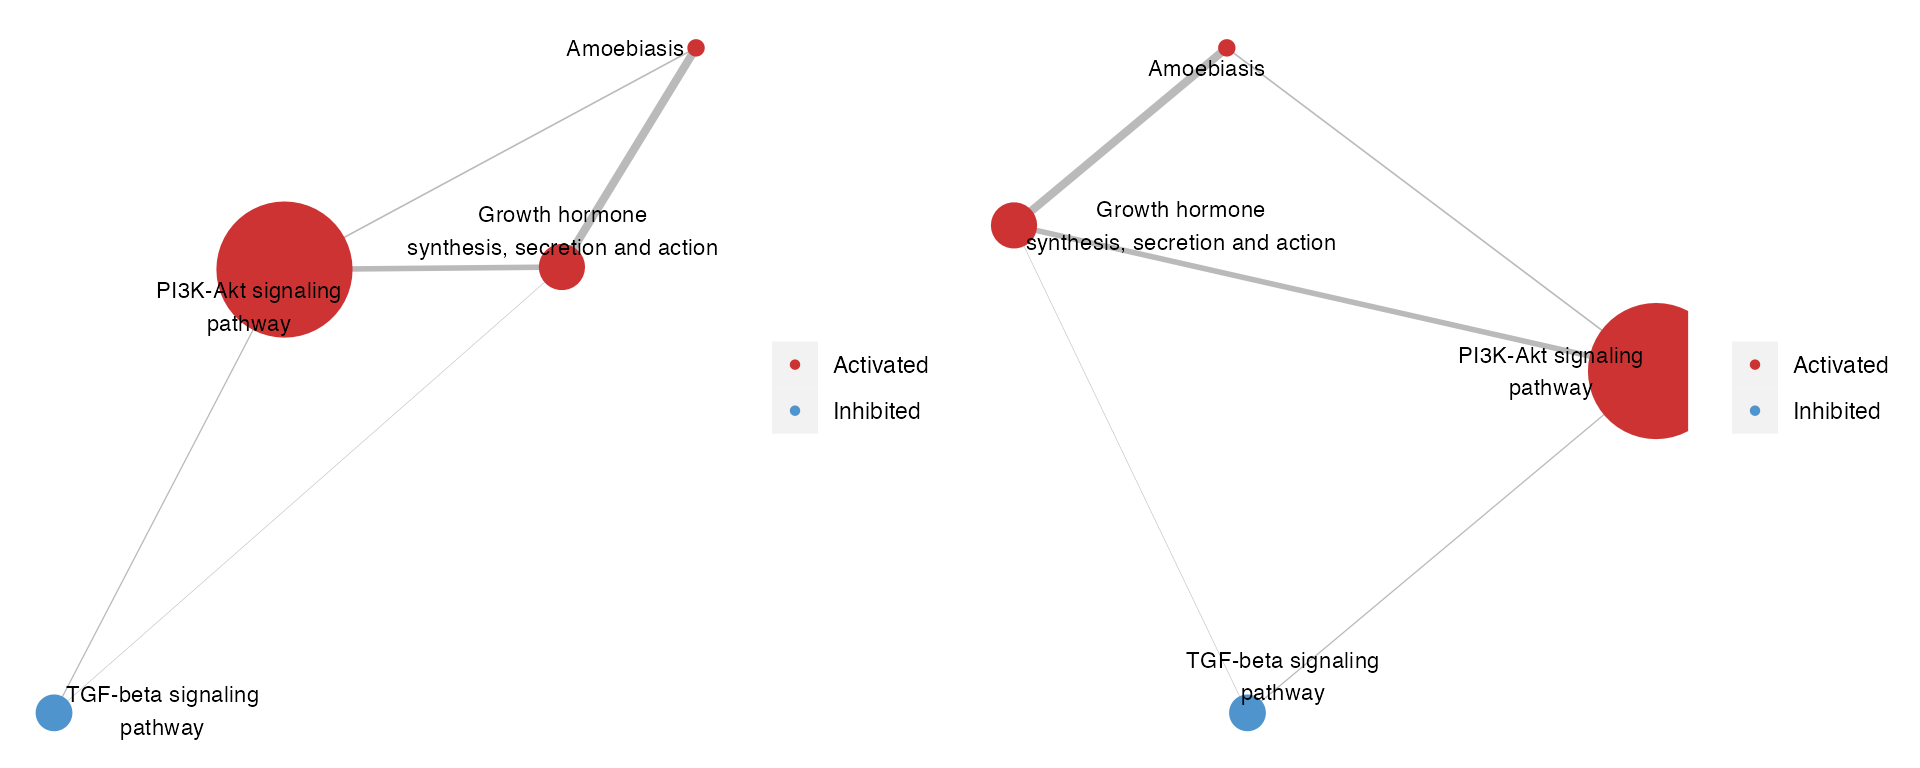 Amoebiasis
Growth hormone
synthesis, secretion and action
PI3K-Akt signaling
pathway
TGF-beta signaling
pathway
Activated
Inhibited
Amoebiasis
Growth hormone
synthesis, secretion and action
PI3K-Akt signaling
pathway
TGF-beta signaling
pathway
Activated
Inhibited